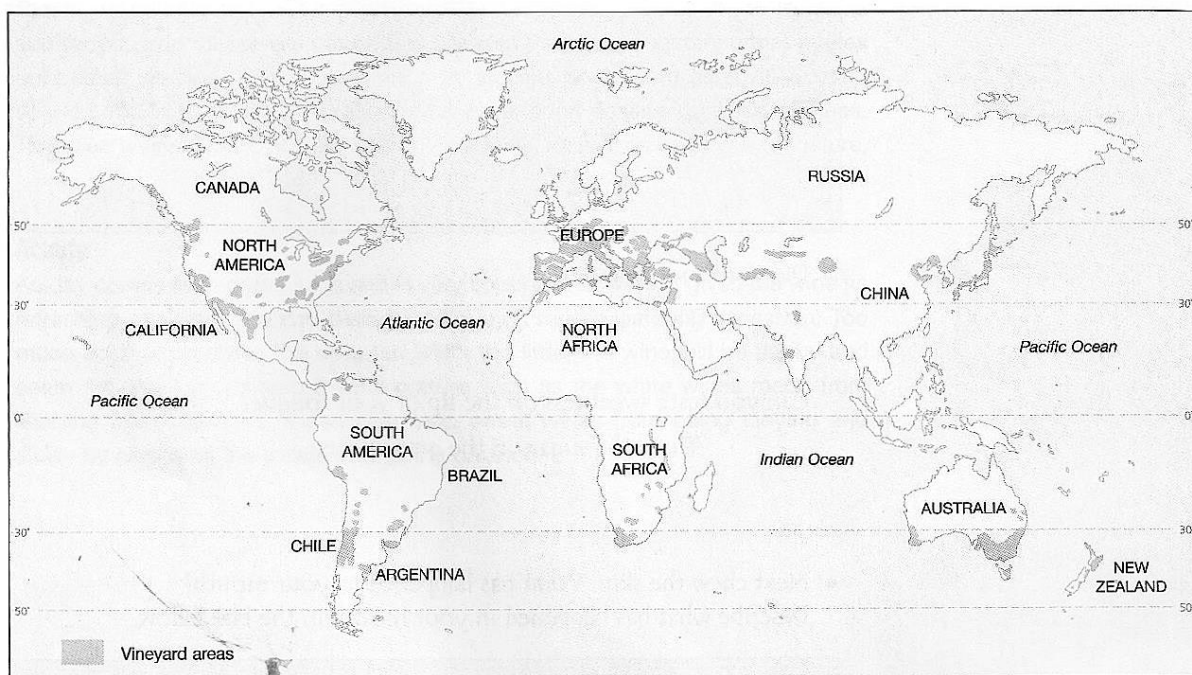 Arctic Ocean
CANADA
RUSSIA
50°
EUROPE
50°
NORTH
AMERICA
CHINA
30°
30°
CALIFORNIA
Atlantic Ocean
NORTH
AFRICA
Pacific Ocean
Pacific Ocean
0°
0°
SOUTH
AMERICA
BRAZIL
SOUTH
AFRICA
Indian Ocean
AUSTRALIA
30°
30°
CHILE
ARGENTINA
NEW
ZEALAND
50°
50°
Vineyard areas